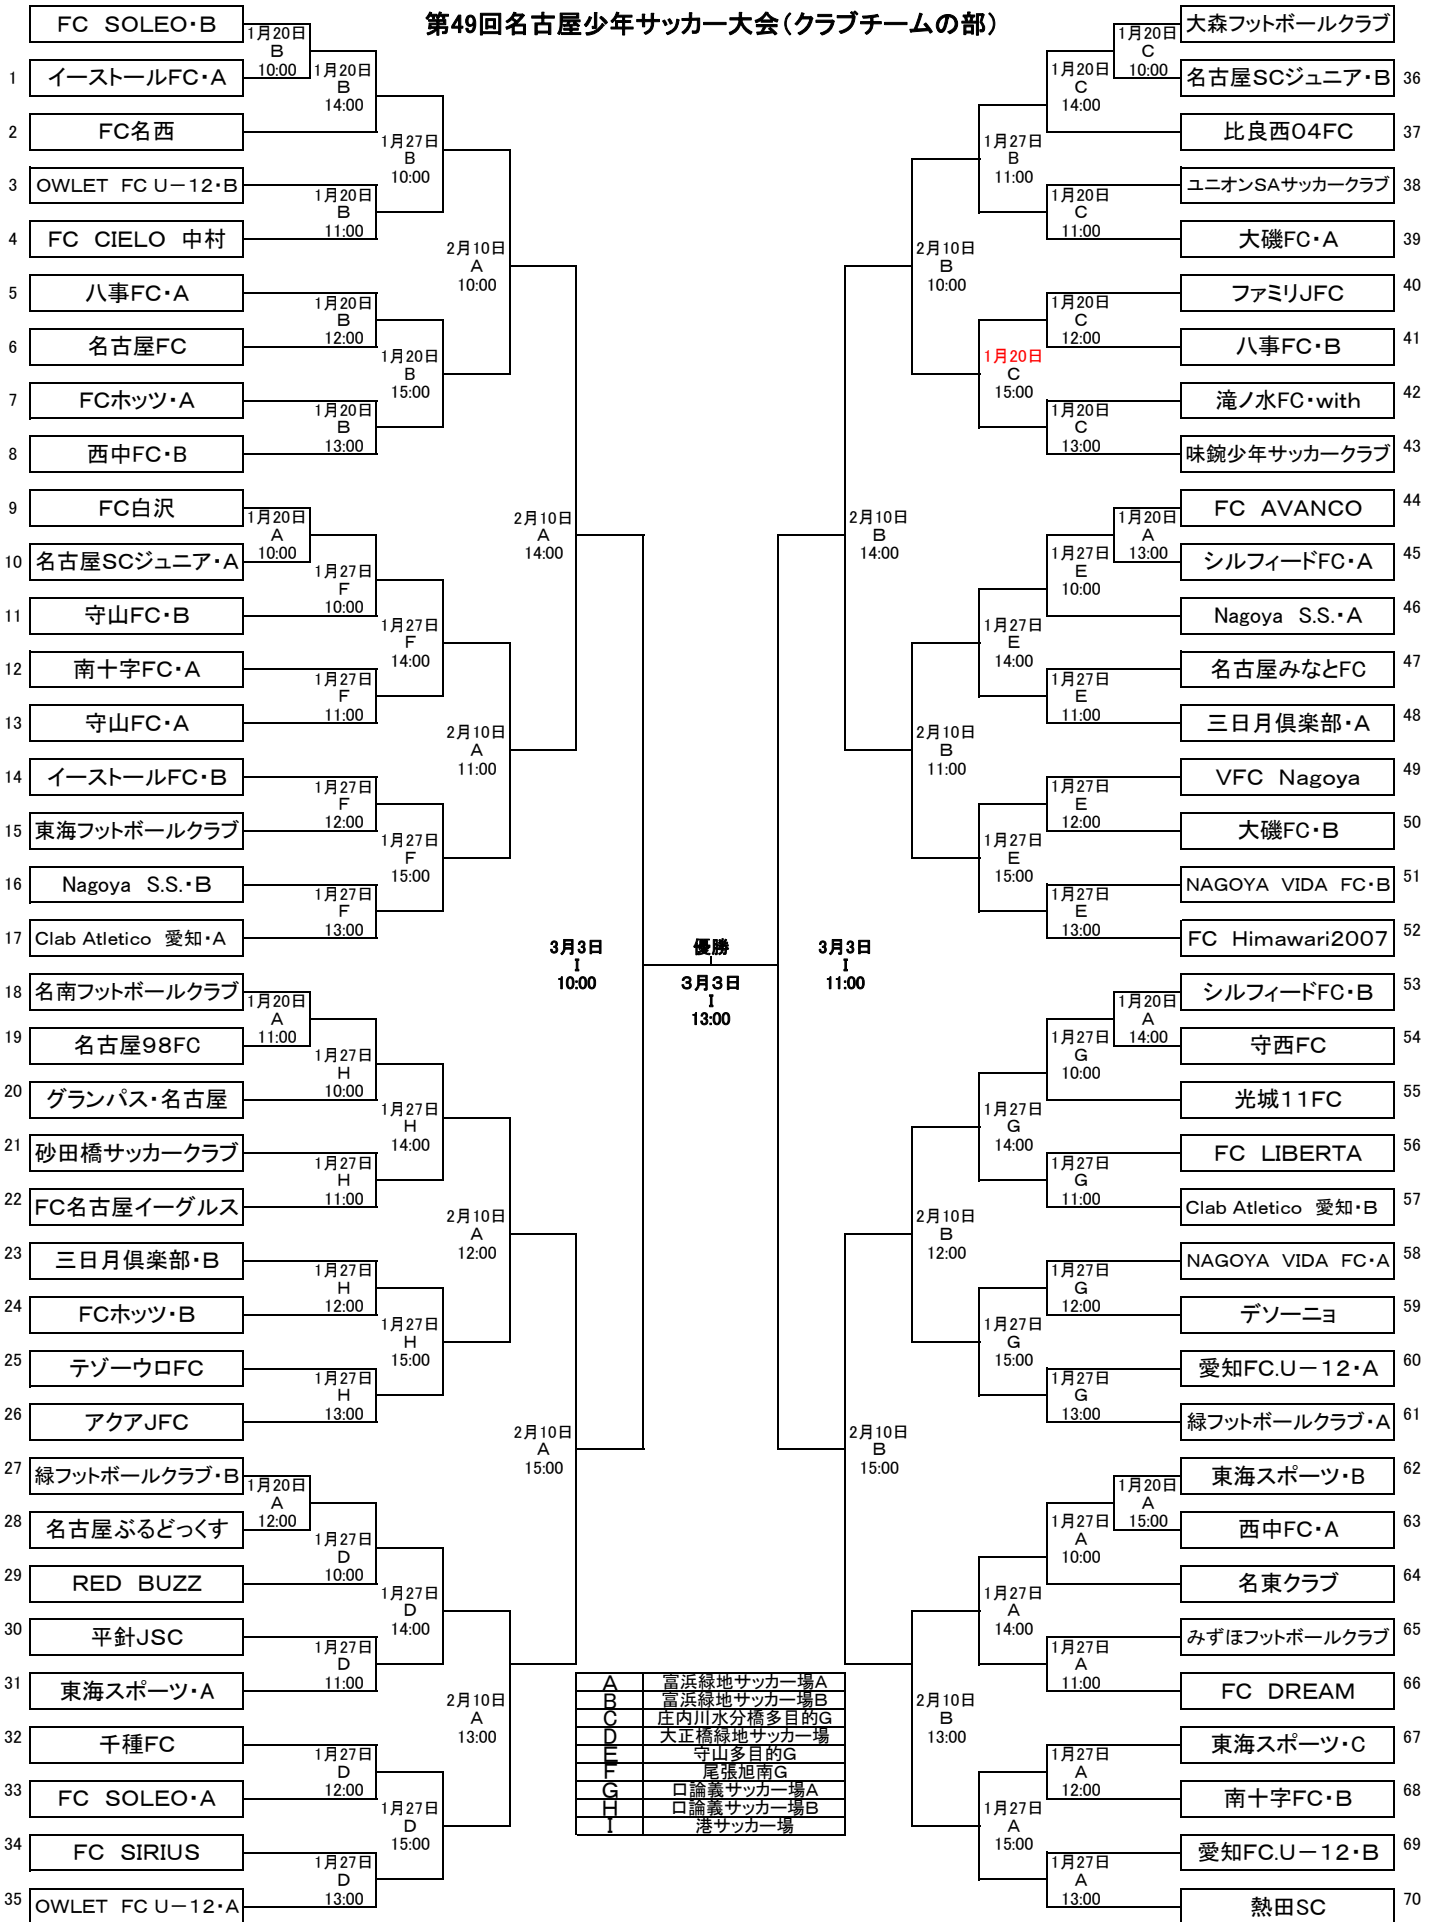 第49回名古屋少年サッカー大会(クラブチームの部)
FC SOLEO・B
1 イーストールFC・A
2 FC名西
3 OWLET FC U-12・B
4 FC CIELO 中村
5 八事FC・A
6 名古屋FC
7 FCホッツ・A
8 西中FC・B
9 FC白沢
10 名古屋SCジュニア・A
11 守山FC・B
12 南十字FC・A
13 守山FC・A
14 イーストールFC・B
15 東海フットボールクラブ
16 Nagoya S.S.・B
17 Clab Atletico 愛知・A
18 名南フットボールクラブ
19 名古屋98FC
20 グランパス・名古屋
21 砂田橋サッカークラブ
22 FC名古屋イーグルス
23 三日月倶楽部・B
24 FCホッツ・B
25 テゾーウロFC
26 アクアJFC
27 緑フットボールクラブ・B
28 名古屋ぶるどっくす
29 RED BUZZ
30 平針JSC
31 東海スポーツ・A
32 千種FC
33 FC SOLEO・A
34 FC SIRIUS
35 OWLET FC U-12・A
1月20日
B
10:00
1月20日
B
14:00
1月20日
B
11:00
1月27日
B
10:00
1月20日
B
12:00
1月20日
B
13:00
1月20日
B
15:00
2月10日
A
10:00
1月20日
A
10:00
1月27日
F
10:00
1月27日
F
11:00
1月27日
F
14:00
1月27日
F
12:00
1月27日
F
13:00
1月27日
F
15:00
2月10日
A
11:00
2月10日
A
14:00
1月20日
A
11:00
1月27日
H
10:00
1月27日
H
11:00
1月27日
H
14:00
1月27日
H
12:00
1月27日
H
13:00
1月27日
H
15:00
2月10日
A
12:00
1月20日
A
12:00
1月27日
D
10:00
1月27日
D
11:00
1月27日
D
14:00
1月27日
D
12:00
1月27日
D
13:00
1月27日
D
15:00
2月10日
A
13:00
2月10日
A
15:00
3月3日
I
10:00
優勝
3月3日
I
13:00
3月3日
I
11:00
大森フットボールクラブ
名古屋SCジュニア・B 36
比良西04FC 37
ユニオンSAサッカークラブ 38
大磯FC・A 39
ファミリJFC 40
八事FC・B 41
滝ノ水FC・with 42
味鋺少年サッカークラブ 43
FC AVANCO 44
シルフィードFC・A 45
Nagoya S.S.・A 46
名古屋みなとFC 47
三日月倶楽部・A 48
VFC Nagoya 49
大磯FC・B 50
NAGOYA VIDA FC・B 51
FC Himawari2007 52
シルフィードFC・B 53
守西FC 54
光城11FC 55
FC LIBERTA 56
Clab Atletico 愛知・B 57
NAGOYA VIDA FC・A 58
デソーニョ 59
愛知FC.U-12・A 60
緑フットボールクラブ・A 61
東海スポーツ・B 62
西中FC・A 63
名東クラブ 64
みずほフットボールクラブ 65
FC DREAM 66
東海スポーツ・C 67
南十字FC・B 68
愛知FC.U-12・B 69
熱田SC 70
1月20日
C
10:00
1月20日
C
14:00
1月20日
C
11:00
1月27日
B
11:00
1月20日
C
12:00
1月20日
C
13:00
1月20日
C
15:00
2月10日
B
10:00
1月20日
A
13:00
1月27日
E
10:00
1月27日
E
11:00
1月27日
E
14:00
1月27日
E
12:00
1月27日
E
13:00
1月27日
E
15:00
2月10日
B
11:00
2月10日
B
14:00
1月20日
A
14:00
1月27日
G
10:00
1月27日
G
11:00
1月27日
G
14:00
1月27日
G
12:00
1月27日
G
13:00
1月27日
G
15:00
2月10日
B
12:00
1月20日
A
15:00
1月27日
A
10:00
1月27日
A
11:00
1月27日
A
14:00
1月27日
A
12:00
1月27日
A
13:00
1月27日
A
15:00
2月10日
B
13:00
2月10日
B
15:00
A 富浜緑地サッカー場A
B 富浜緑地サッカー場B
C 庄内川水分橋多目的G
D 大正橋緑地サッカー場
E 守山多目的G
F 尾張旭南G
G 口論義サッカー場A
H 口論義サッカー場B
I 港サッカー場